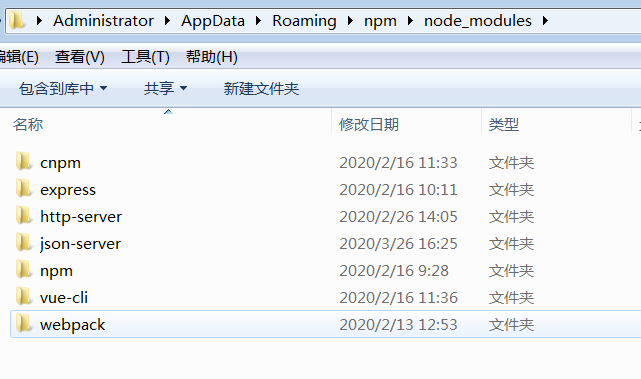 Administrator AppData Roaming npm node_modules
编辑(E) 查看(V) 工具(T) 帮助(H)
包含到库中 共享 新建文件夹
名称 修改日期 类型
cnpm 2020/2/16 11:33 文件夹
express 2020/2/16 10:11 文件夹
http-server 2020/2/26 14:05 文件夹
json-server 2020/3/26 16:25 文件夹
npm 2020/2/16 9:28 文件夹
vue-cli 2020/2/16 11:36 文件夹
webpack 2020/2/13 12:53 文件夹